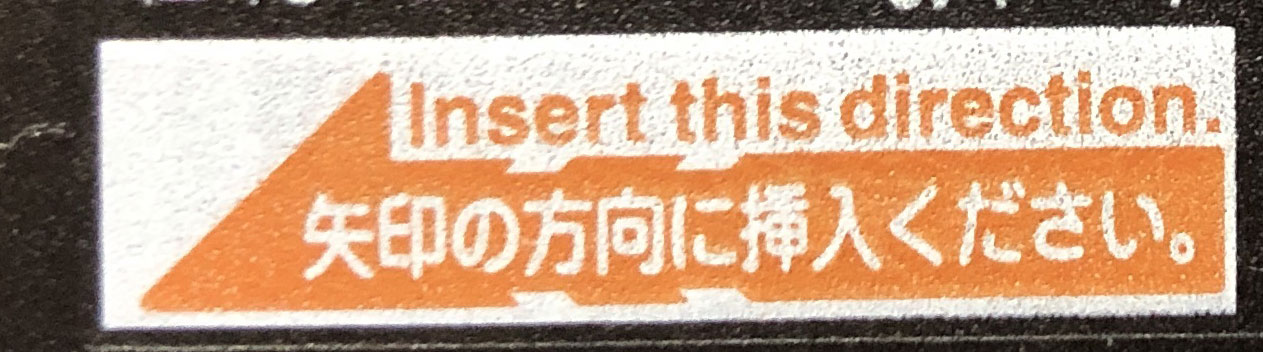 Insert this direction.
矢印の方向に挿入ください。